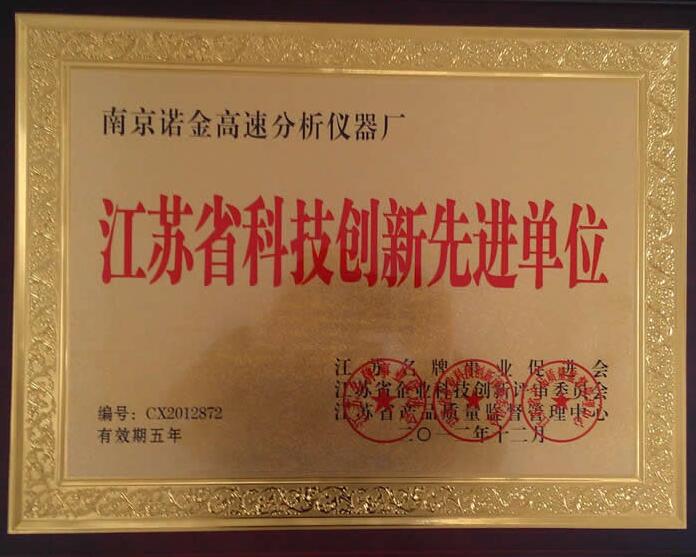 南京诺金高速分析仪器厂
江苏省科技创新先进单位
江苏名牌事业促进会
江苏省企业科技创新评审委员会
江苏省产品质量监督管理中心
二〇一二年十二月
编号：CX2012872
有效期五年